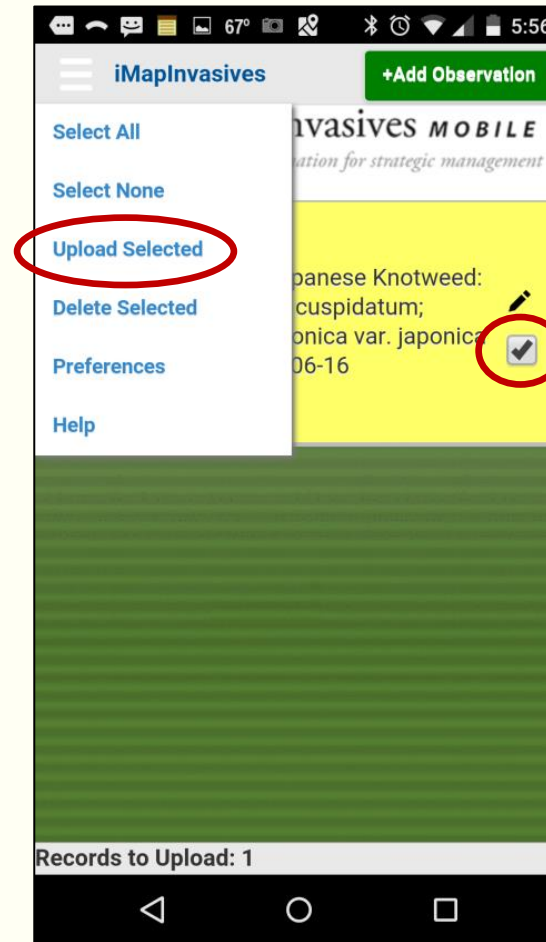 67° 5:56
iMapInvasives +Add Observation
nvasives MOBILE
ation for strategic management
Select All
Select None
Upload Selected
Delete Selected
Preferences
Help
panese Knotweed:
cuspidatum;
onica var. japonica
06-16
Records to Upload: 1